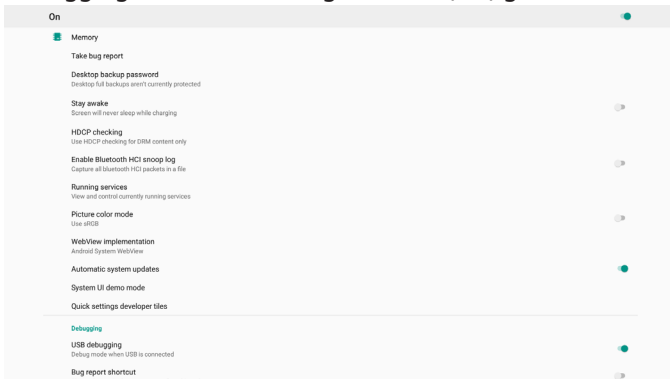 On
Memory
Take bug report
Desktop backup password
Desktop full backups aren't currently protected
Stay awake
Screen will never sleep while charging
HDCP checking
Use HDCP checking for DRM content only
Enable Bluetooth HCI snoop log
Capture all bluetooth HCI packets in a file
Running services
View and control currently running services
Picture color mode
Use sRGB
WebView implementation
Android System WebView
Automatic system updates
System UI demo mode
Quick settings developer tiles
Debugging
USB debugging
Debug mode when USB is connected
Bug report shortcut